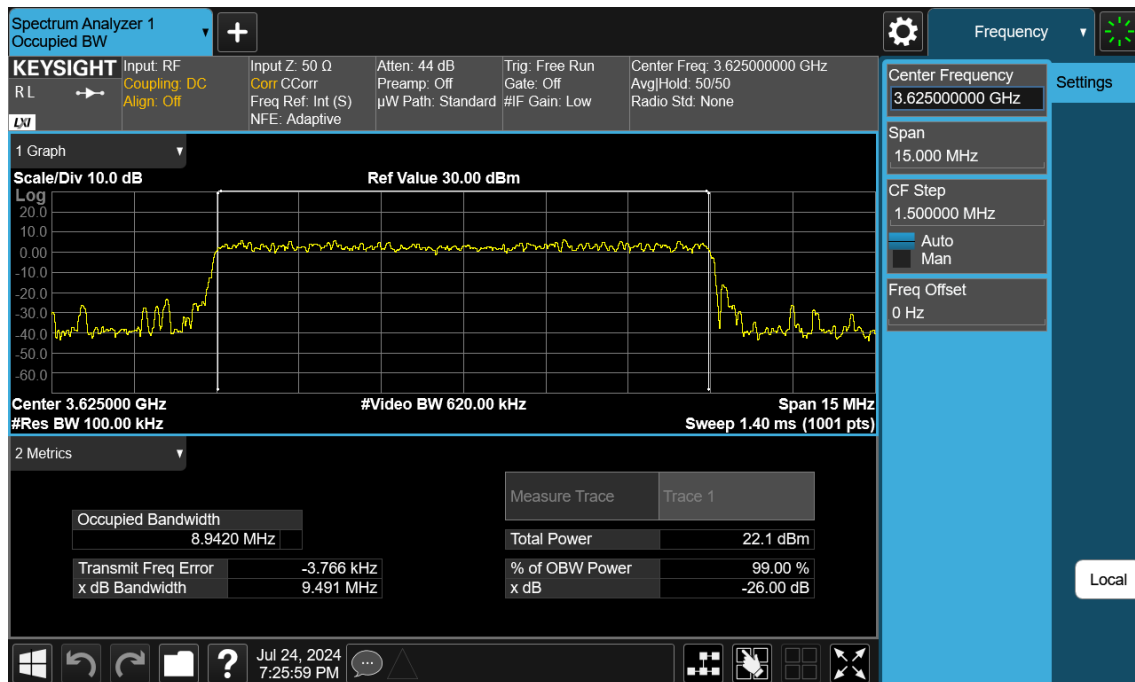 Spectrum Analyzer 1
Occupied BW
Frequency
KEYSIGHT
R L
LXI
Input: RF
Coupling: DC
Align: Off
Input Z: 50 Ω
Corr CCorr
Freq Ref: Int (S)
NFE: Adaptive
Atten: 44 dB
Preamp: Off
µW Path: Standard
Trig: Free Run
Gate: Off
#IF Gain: Low
Center Freq: 3.625000000 GHz
Avg|Hold: 50/50
Radio Std: None
Center Frequency
3.625000000 GHz
Settings
Span
15.000 MHz
CF Step
1.500000 MHz
Auto
Man
Freq Offset
0 Hz
Local
1 Graph
Scale/Div 10.0 dB
Ref Value 30.00 dBm
Log
20.0
10.0
0.00
-10.0
-20.0
-30.0
-40.0
-50.0
-60.0
Center 3.625000 GHz
#Video BW 620.00 kHz
Span 15 MHz
#Res BW 100.00 kHz
Sweep 1.40 ms (1001 pts)
2 Metrics
Measure Trace
Trace 1
Occupied Bandwidth
8.9420 MHz
Total Power
22.1 dBm
Transmit Freq Error
-3.766 kHz
% of OBW Power
99.00 %
x dB Bandwidth
9.491 MHz
x dB
-26.00 dB
?
Jul 24, 2024
7:25:59 PM